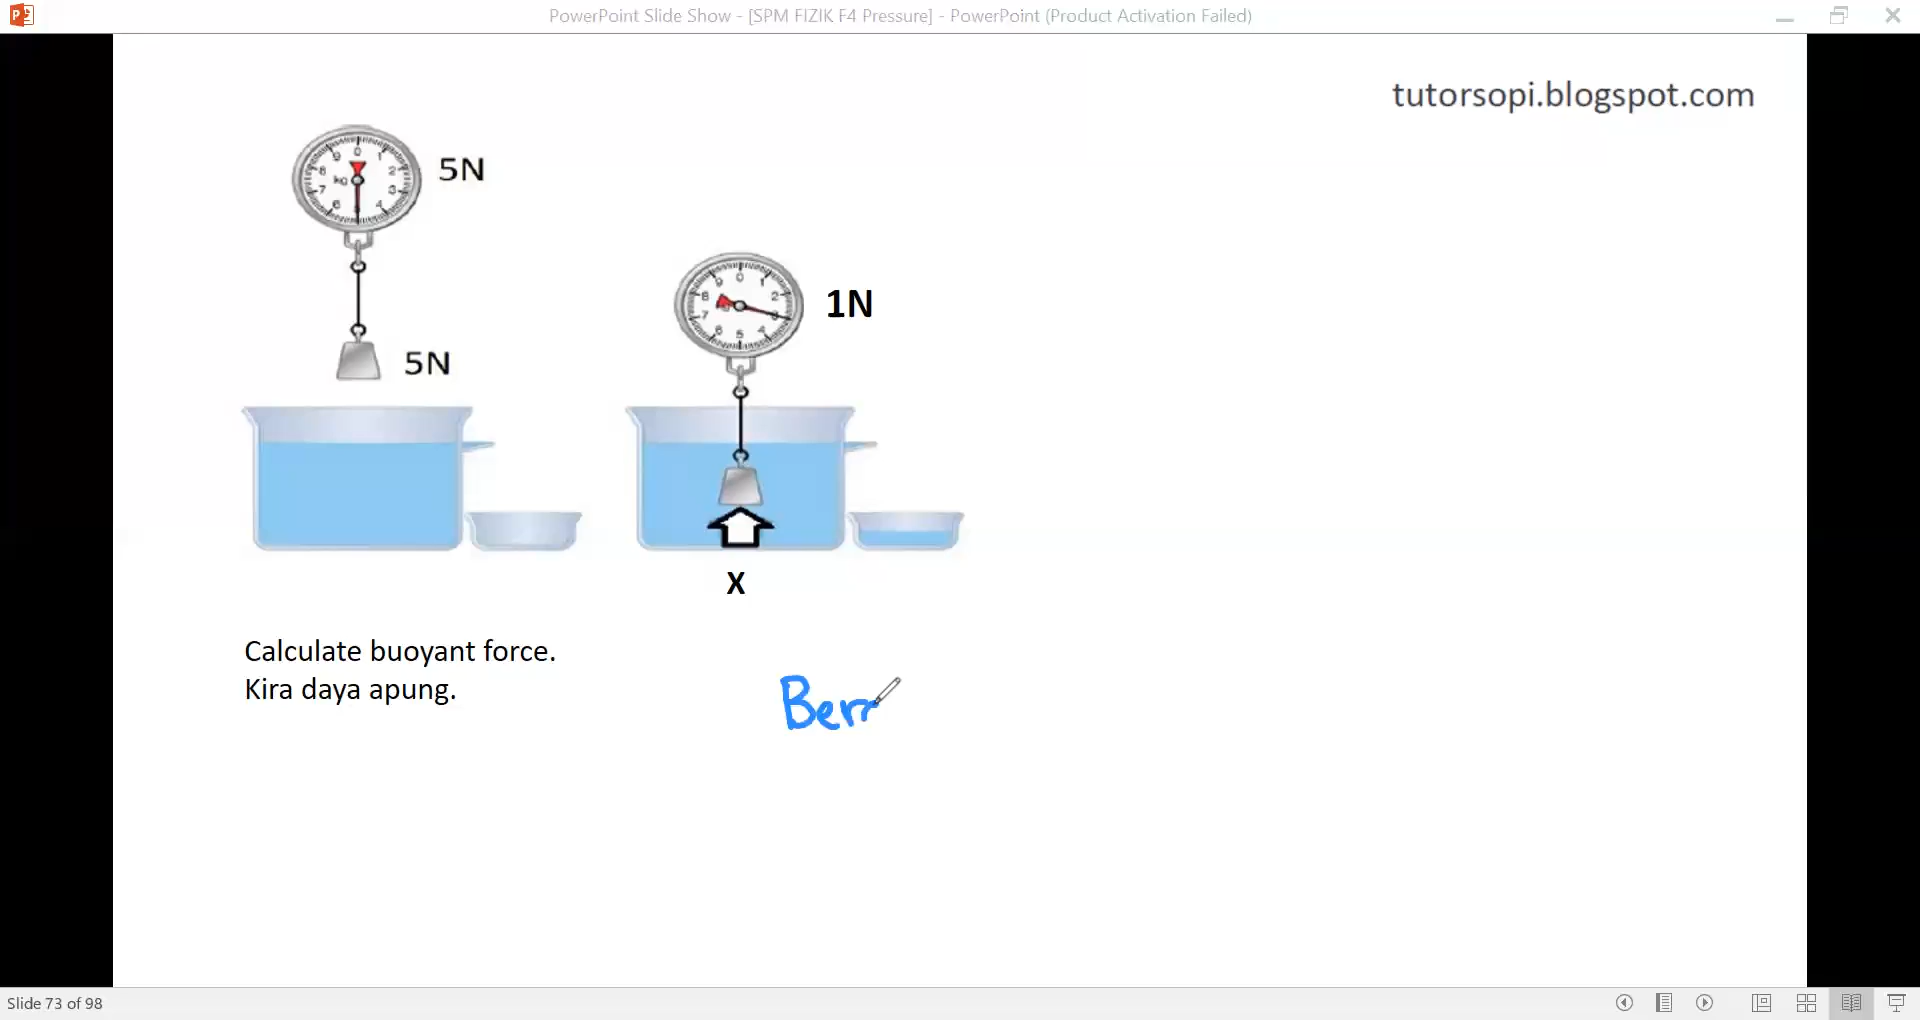 PowerPoint Slide Show - [SPM FIZIK F4 Pressure] - PowerPoint (Product Activation Failed)
tutorsopi.blogspot.com
5N
5N
1N
X
Calculate buoyant force.
Kira daya apung.
Berr
Slide 73 of 98